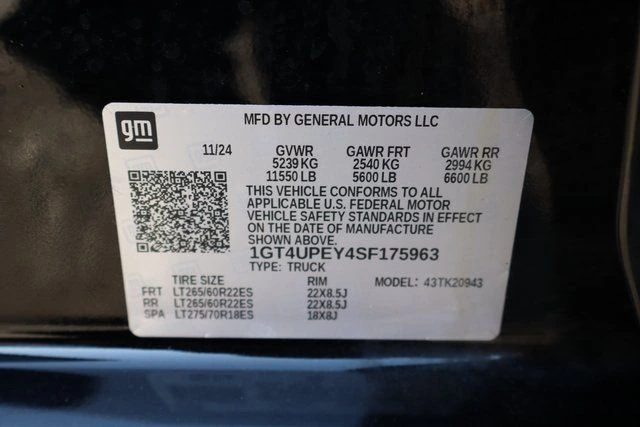 gm
MFD BY GENERAL MOTORS LLC
11/24 GVWR GAWR FRT GAWR RR
5239 KG 2540 KG 2994 KG
11550 LB 5600 LB 6600 LB
THIS VEHICLE CONFORMS TO ALL
APPLICABLE U.S. FEDERAL MOTOR
VEHICLE SAFETY STANDARDS IN EFFECT
ON THE DATE OF MANUFACTURE
SHOWN ABOVE.
1GT4UPEY4SF175963
TYPE: TRUCK
TIRE SIZE RIM MODEL: 43TK20943
FRT LT265/60R22ES 22X8.5J
RR LT265/60R22ES 22X8.5J
SPA LT275/70R18ES 18X8J